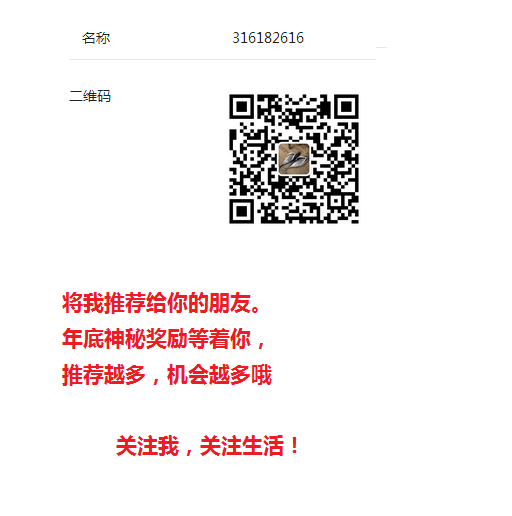 名称 316182616
二维码
将我推荐给你的朋友。
年底神秘奖励等着你，
推荐越多，机会越多哦
关注我，关注生活！